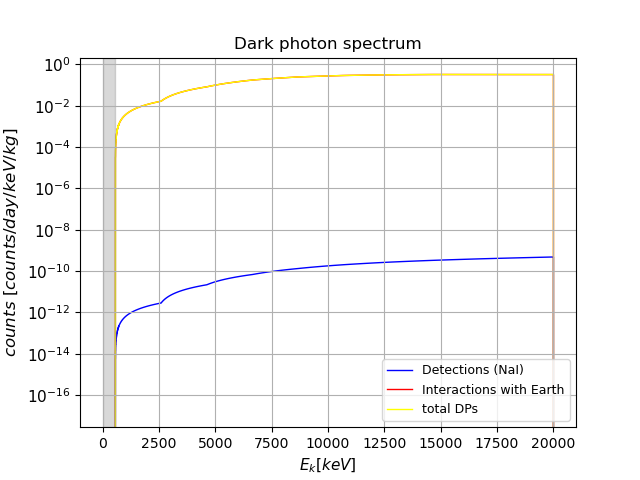 Dark photon spectrum
counts [counts/day/keV/kg]
10^0
10^-2
10^-4
10^-6
10^-8
10^-10
10^-12
10^-14
10^-16
Detections (NaI)
Interactions with Earth
total DPs
0 2500 5000 7500 10000 12500 15000 17500 20000
E_k[keV]